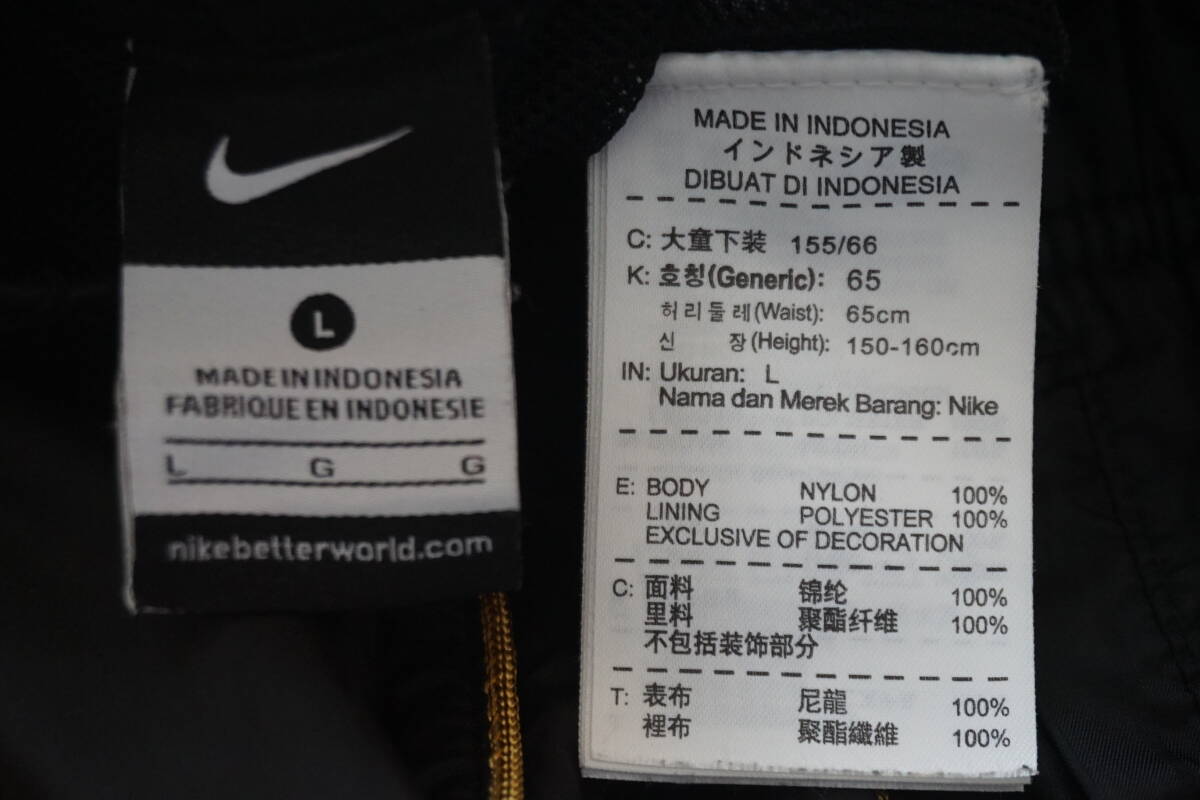 L
MADE IN INDONESIA
FABRIQUE EN INDONESIE
L G G
nikebetterworld.com
MADE IN INDONESIA
インドネシア製
DIBUAT DI INDONESIA
C: 大童下装 155/66
K: 호칭(Generic): 65
허리둘레(Waist): 65cm
신 장(Height): 150-160cm
IN: Ukuran: L
Nama dan Merek Barang: Nike
E: BODY NYLON 100%
LINING POLYESTER 100%
EXCLUSIVE OF DECORATION
C: 面料 锦纶 100%
里料 聚酯纤维 100%
不包括装饰部分
T: 表布 尼龍 100%
裡布 聚酯纖維 100%